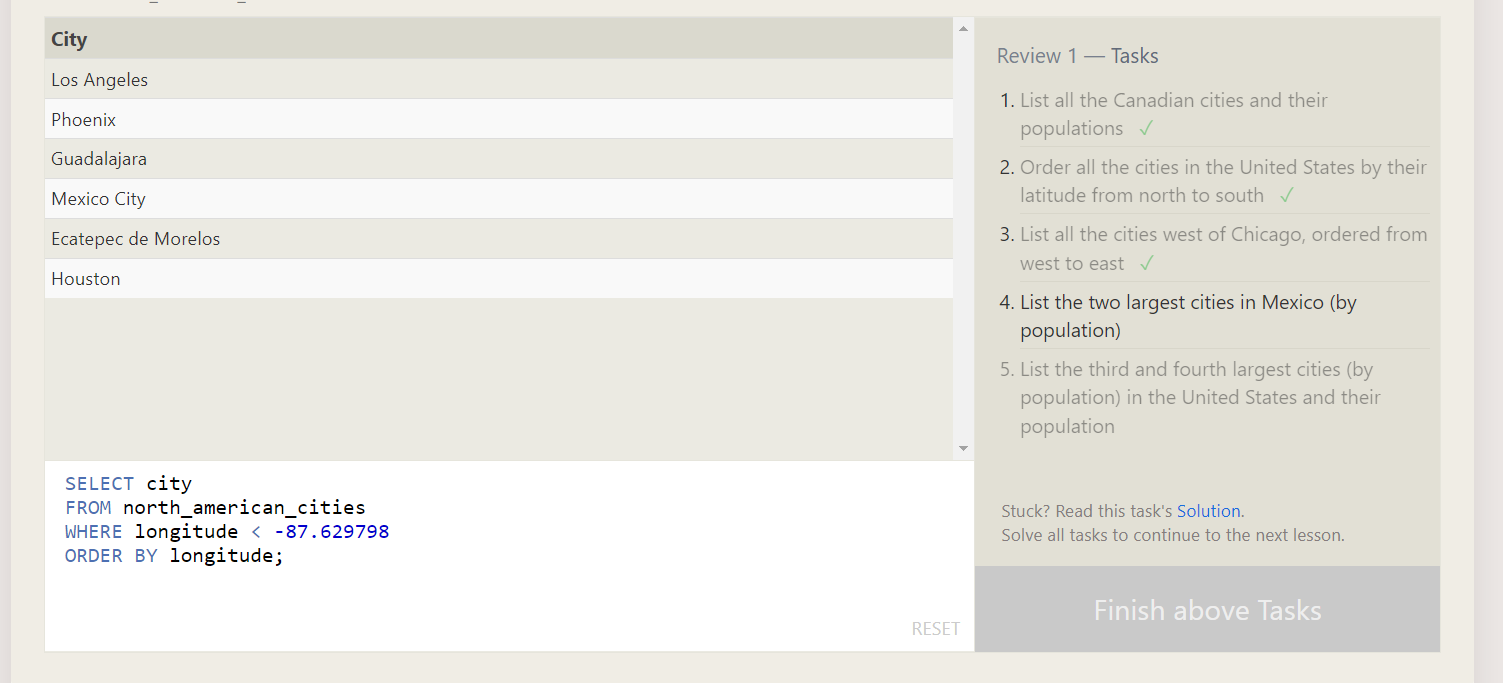 City
Los Angeles
Phoenix
Guadalajara
Mexico City
Ecatepec de Morelos
Houston
SELECT city
FROM north_american_cities
WHERE longitude < -87.629798
ORDER BY longitude;
RESET
Review 1 — Tasks
1. List all the Canadian cities and their
populations ✓
2. Order all the cities in the United States by their
latitude from north to south ✓
3. List all the cities west of Chicago, ordered from
west to east ✓
4. List the two largest cities in Mexico (by
population)
5. List the third and fourth largest cities (by
population) in the United States and their
population
Stuck? Read this task's Solution.
Solve all tasks to continue to the next lesson.
Finish above Tasks